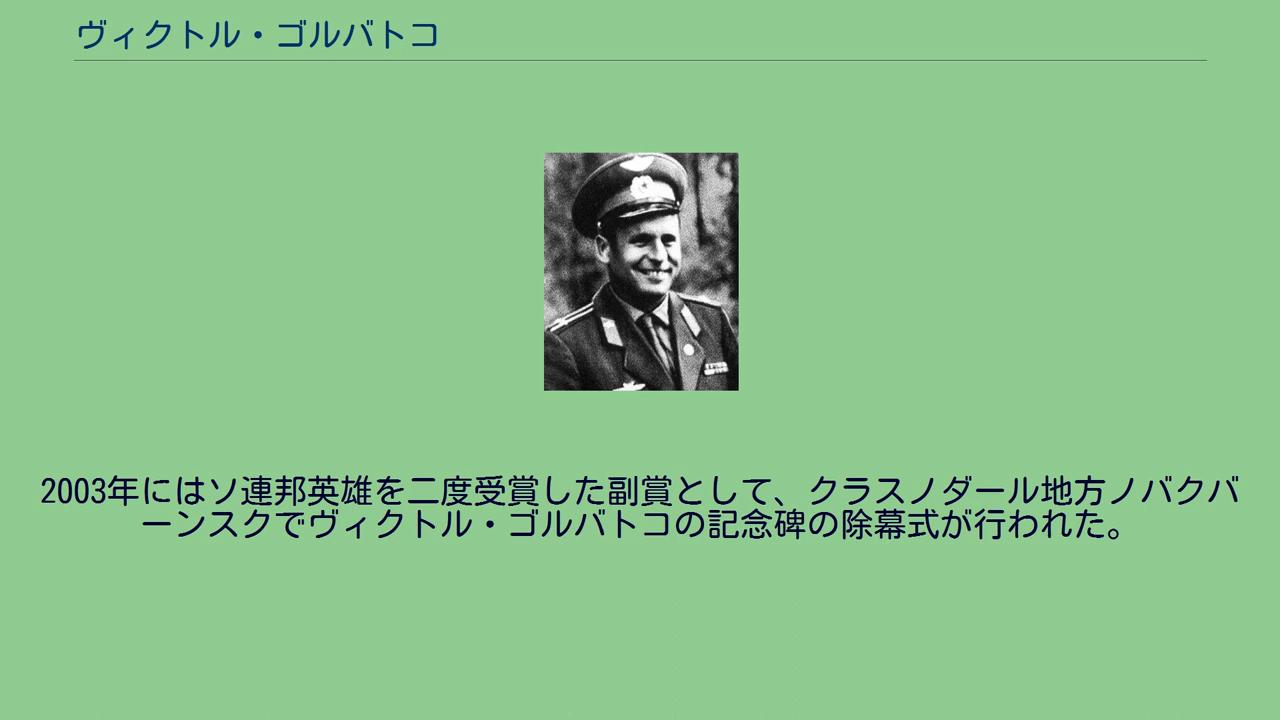 ヴィクトル・ゴルバトコ
2003年にはソ連邦英雄を二度受賞した副賞として、クラスノダール地方ノバクバ
ーンスクでヴィクトル・ゴルバトコの記念碑の除幕式が行われた。